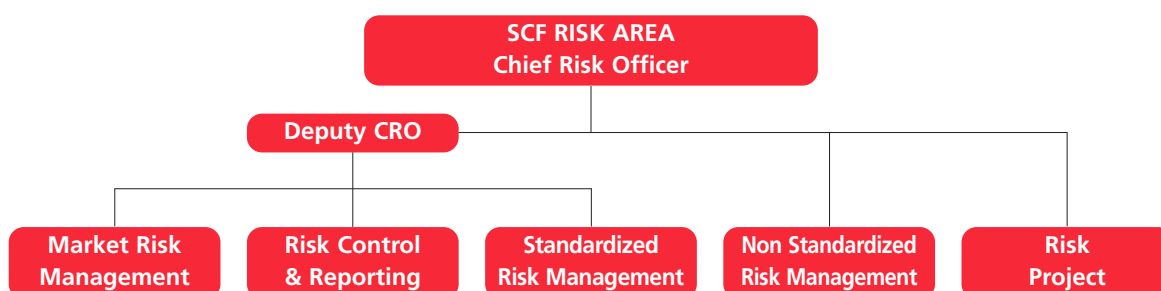 SCF RISK AREA
Chief Risk Officer
Deputy CRO
Market Risk
Management
Risk Control
& Reporting
Standardized
Risk Management
Non Standardized
Risk Management
Risk
Project